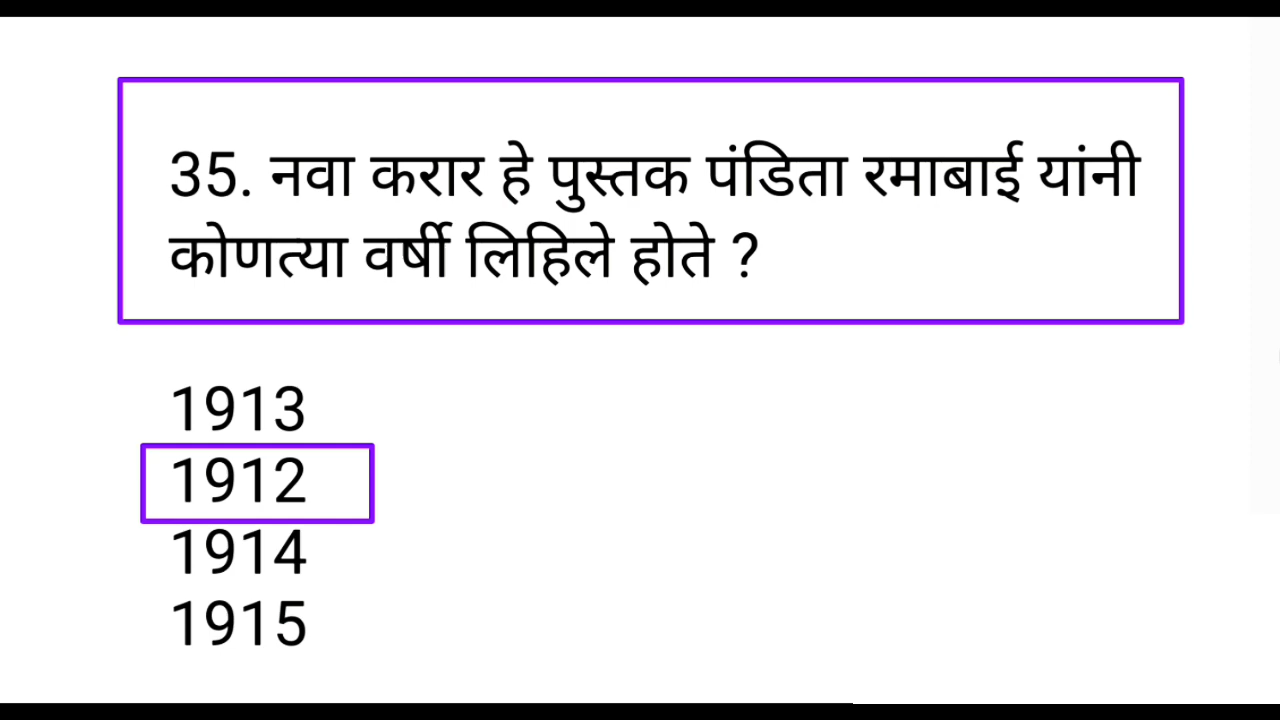 35. नवा करार हे पुस्तक पंडिता रमाबाई यांनी
कोणत्या वर्षी लिहिले होते ?
1913
1912
1914
1915